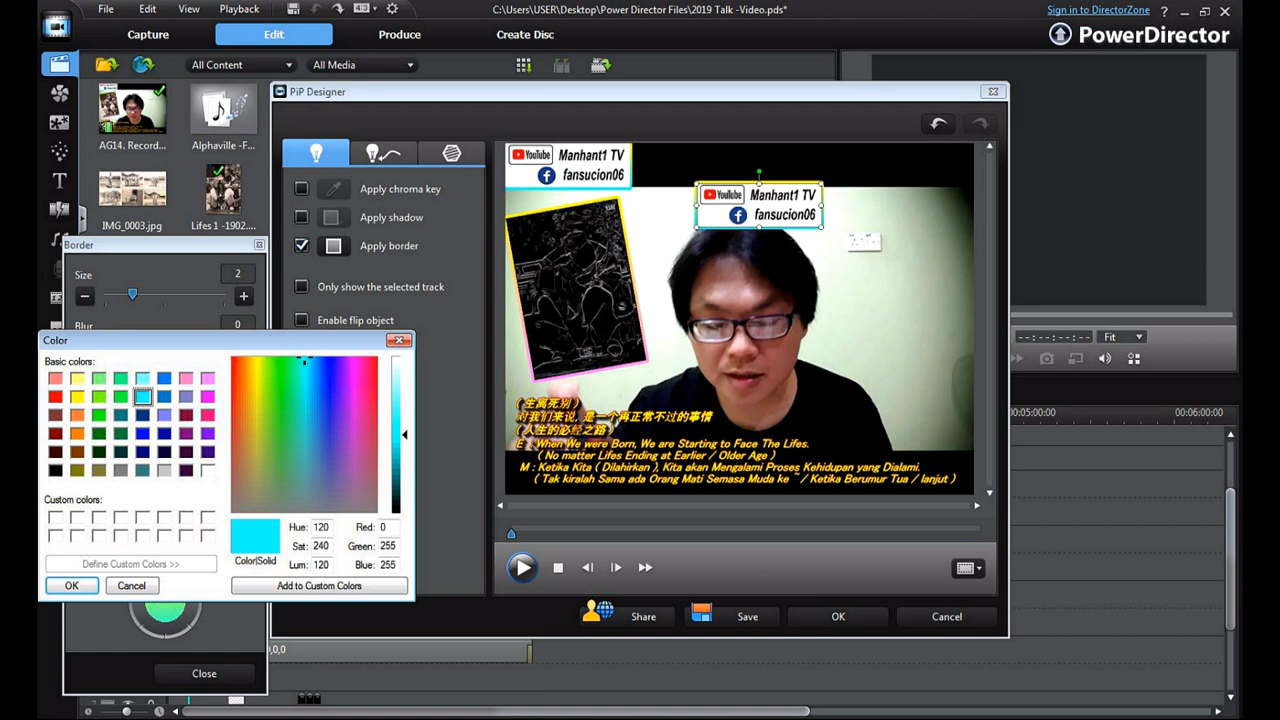 File Edit View Playback
C:\Users\USER\Desktop\Power Director Files\2019 Talk -Video.pds*
Sign in to DirectorZone ?
Capture Edit Produce Create Disc
PowerDirector
All Content All Media
AG14. Record... Alphaville -F...
IMG_0003.jpg Lifes 1 -1902....
PiP Designer
Apply chroma key
Apply shadow
Apply border
Only show the selected track
Enable flip object
YouTube Manhant1 TV
fansucion06
YouTube Manhant1 TV
fansucion06
(生离死别)
对我们来说, 是一个再正常不过的事情
(人生的必经之路)
E : When We were Born, We are Starting to Face The Lifes.
( No matter Lifes Ending at Earlier / Older Age )
M : Ketika Kita ( Dilahirkan ), Kita akan Mengalami Proses Kehidupan yang Dialami.
( Tak kiralah Sama ada Orang Mati Semasa Muda ke ~ / Ketika Berumur Tua / lanjut )
Share Save OK Cancel
Border
Size 2
Blur 0
Color
Basic colors:
Custom colors:
Define Custom Colors >>
OK Cancel
Color|Solid
Hue: 120 Red: 0
Sat: 240 Green: 255
Lum: 120 Blue: 255
Add to Custom Colors
Close
--:--:--:-- Fit
00:05:00:00 00:06:00:00
0,0,0